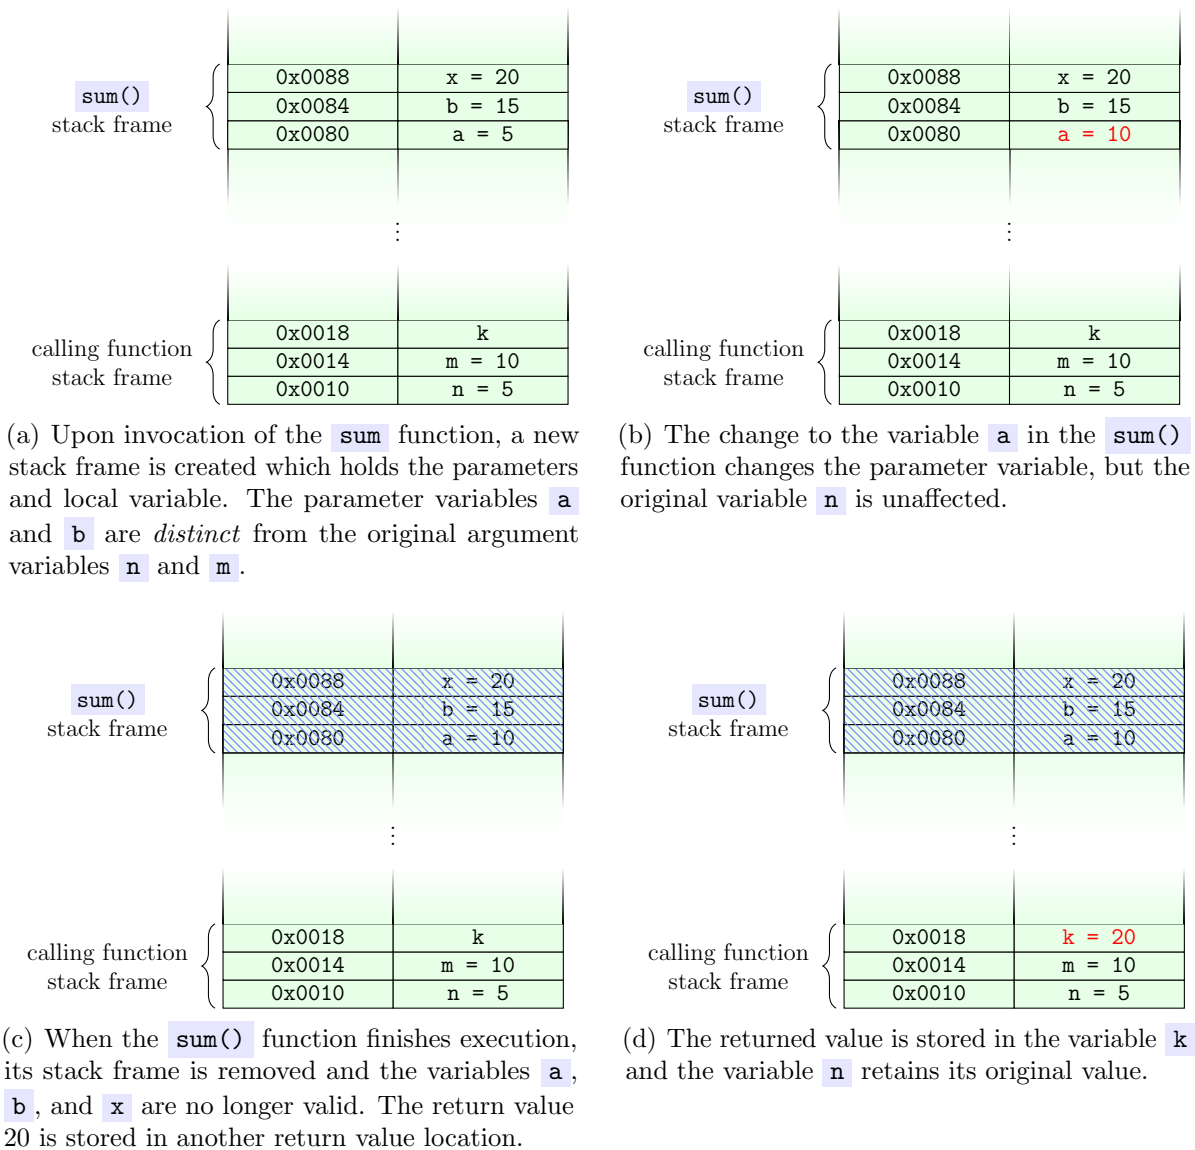 sum()
stack frame
0x0088 x = 20
0x0084 b = 15
0x0080 a = 5
⋮
calling function
stack frame
0x0018 k
0x0014 m = 10
0x0010 n = 5
(a) Upon invocation of the sum function, a new
stack frame is created which holds the parameters
and local variable. The parameter variables a
and b are distinct from the original argument
variables n and m.
sum()
stack frame
0x0088 x = 20
0x0084 b = 15
0x0080 a = 10
⋮
calling function
stack frame
0x0018 k
0x0014 m = 10
0x0010 n = 5
(b) The change to the variable a in the sum()
function changes the parameter variable, but the
original variable n is unaffected.
sum()
stack frame
0x0088 x = 20
0x0084 b = 15
0x0080 a = 10
⋮
calling function
stack frame
0x0018 k
0x0014 m = 10
0x0010 n = 5
(c) When the sum() function finishes execution,
its stack frame is removed and the variables a,
b, and x are no longer valid. The return value
20 is stored in another return value location.
sum()
stack frame
0x0088 x = 20
0x0084 b = 15
0x0080 a = 10
⋮
calling function
stack frame
0x0018 k = 20
0x0014 m = 10
0x0010 n = 5
(d) The returned value is stored in the variable k
and the variable n retains its original value.